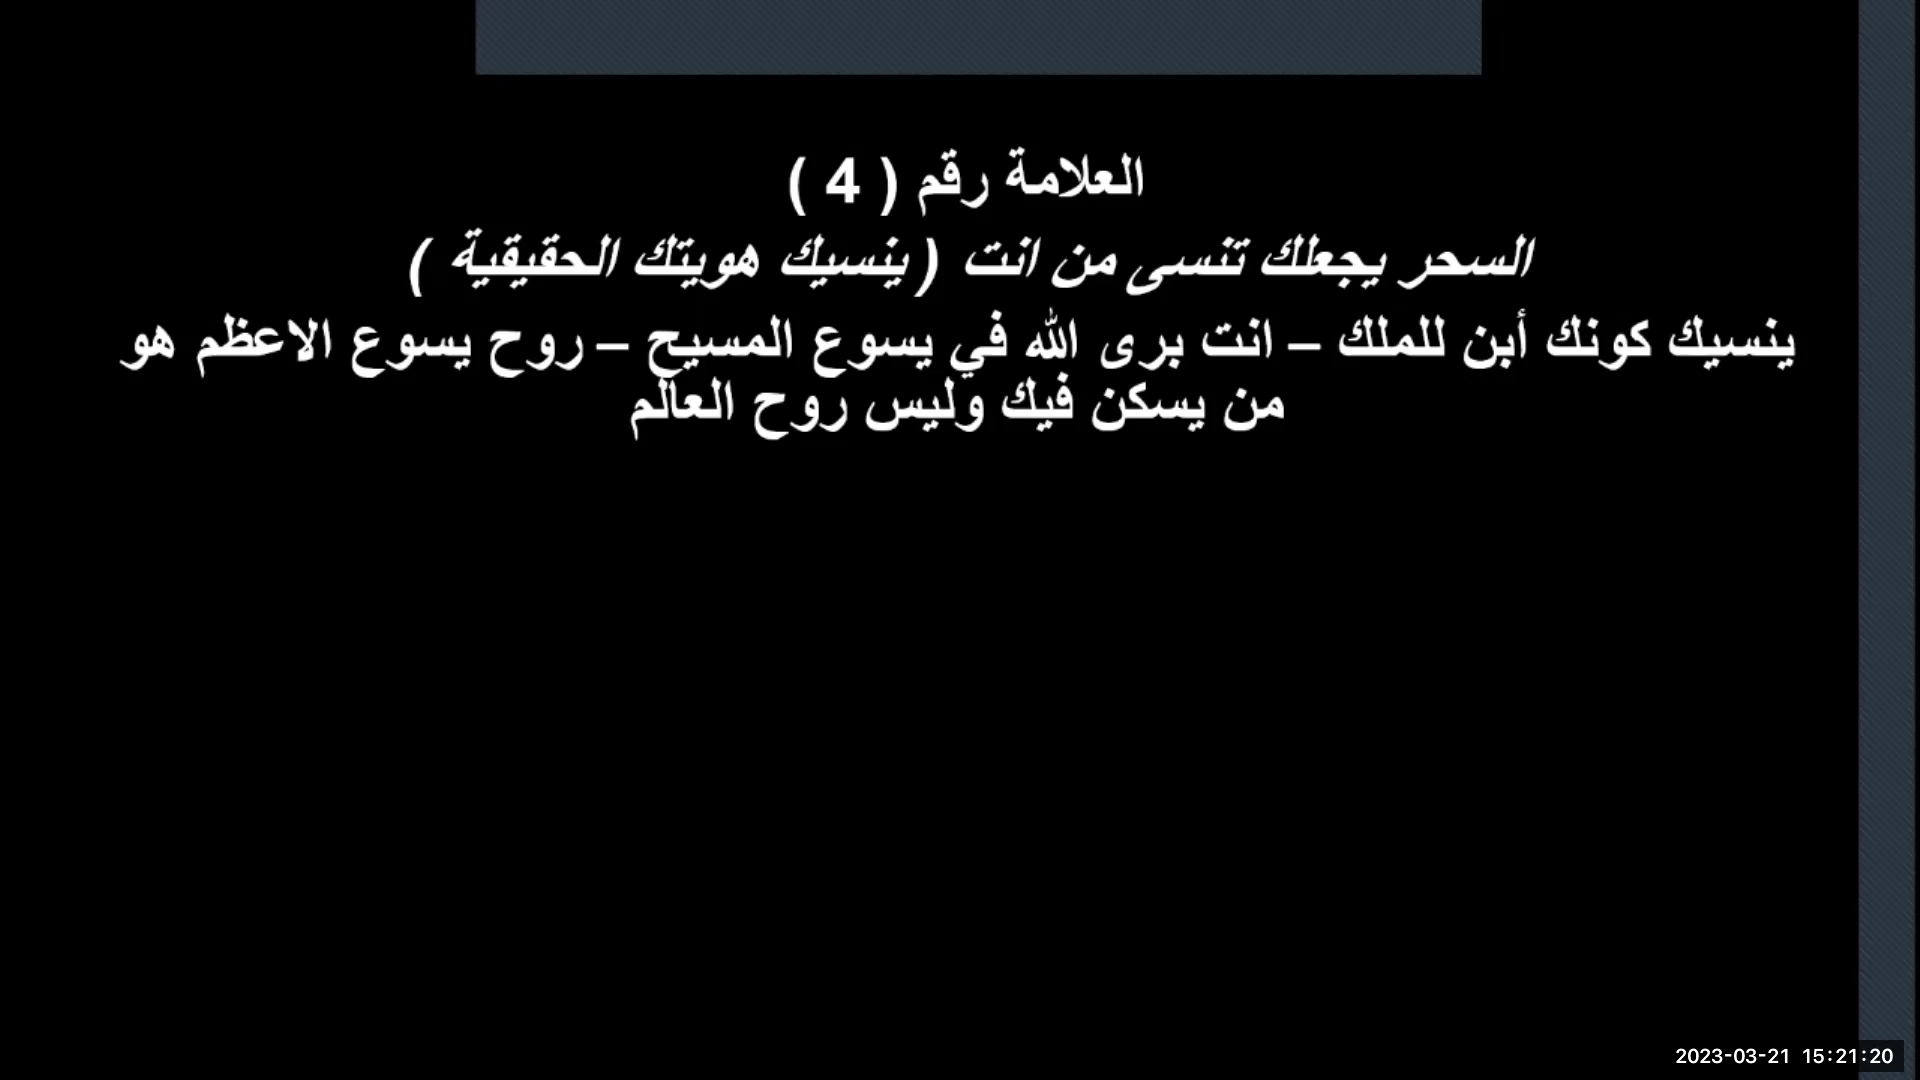 العلامة رقم ( 4 )
السحر يجعلك تنسى من انت ( ينسيك هويتك الحقيقية )
ينسيك كونك أبن للملك – انت برى الله في يسوع المسيح – روح يسوع الاعظم هو
من يسكن فيك وليس روح العالم
2023-03-21 15:21:20